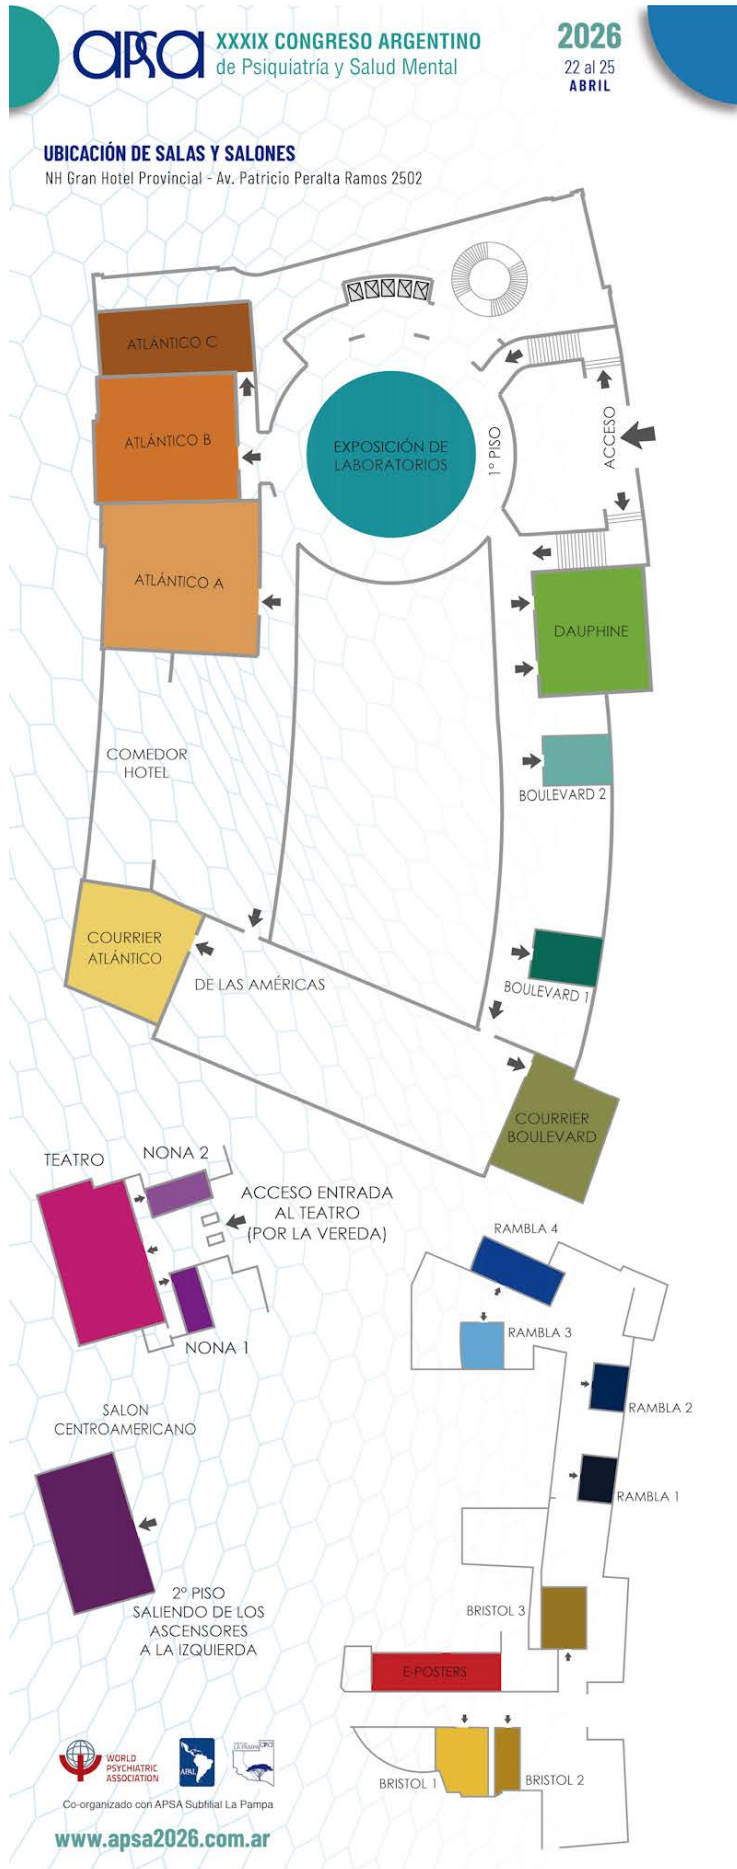 apsa
XXXIX CONGRESO ARGENTINO
de Psiquiatría y Salud Mental
2026
22 al 25
ABRIL
UBICACIÓN DE SALAS Y SALONES
NH Gran Hotel Provincial - Av. Patricio Peralta Ramos 2502
ATLÁNTICO C
ATLÁNTICO B
EXPOSICIÓN DE
LABORATORIOS
1º PISO
ACCESO
ATLÁNTICO A
DAUPHINE
COMEDOR
HOTEL
BOULEVARD 2
COURRIER
ATLÁNTICO
DE LAS AMÉRICAS
BOULEVARD 1
COURRIER
BOULEVARD
TEATRO
NONA 2
ACCESO ENTRADA
AL TEATRO
(POR LA VEREDA)
NONA 1
RAMBLA 4
RAMBLA 3
RAMBLA 2
RAMBLA 1
SALON
CENTROAMERICANO
2º PISO
SALIENDO DE LOS
ASCENSORES
A LA IZQUIERDA
BRISTOL 3
E-POSTERS
BRISTOL 1
BRISTOL 2
WORLD
PSYCHIATRIC
ASSOCIATION
APAL
Co-organizado con APSA Subfilial La Pampa
www.apsa2026.com.ar